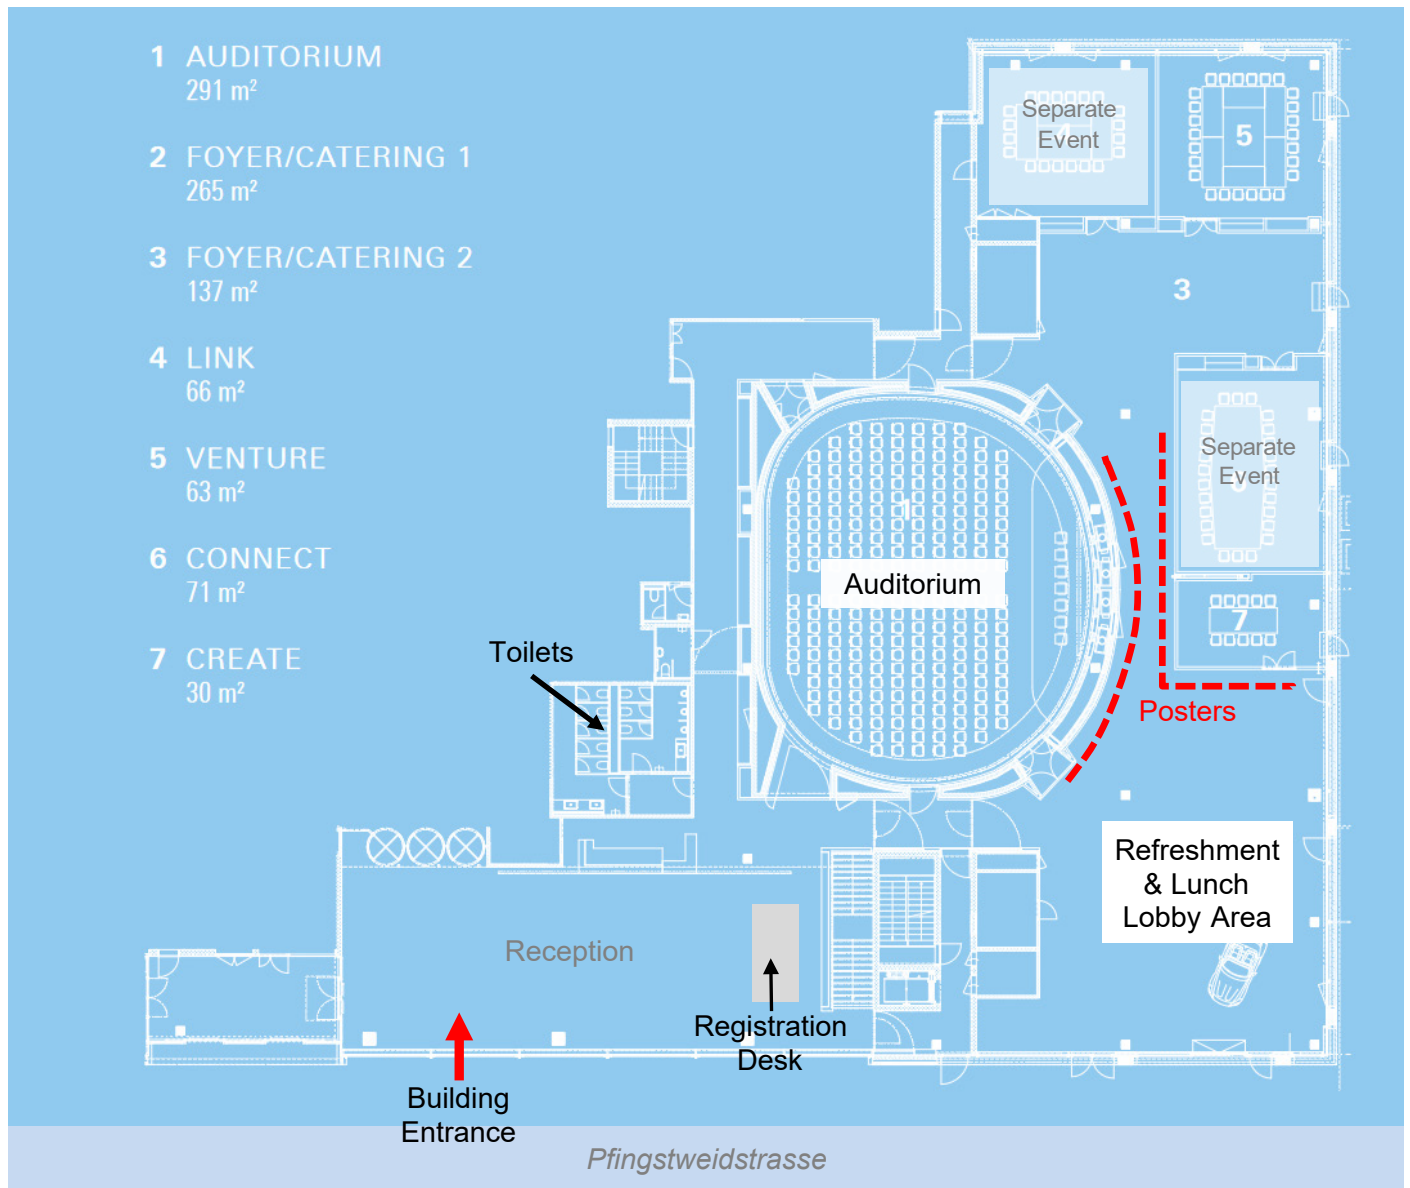 1 AUDITORIUM
291 m²
2 FOYER/CATERING 1
265 m²
3 FOYER/CATERING 2
137 m²
4 LINK
66 m²
5 VENTURE
63 m²
6 CONNECT
71 m²
7 CREATE
30 m²
Separate
Event
5
3
Separate
Event
1
Auditorium
7
Toilets
Posters
Refreshment
& Lunch
Lobby Area
Reception
Registration
Desk
Building
Entrance
Pfingstweidstrasse